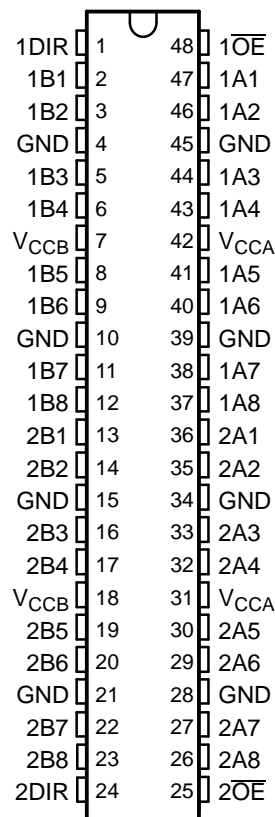 1DIR 1 48 1O̅E̅
1B1 2 47 1A1
1B2 3 46 1A2
GND 4 45 GND
1B3 5 44 1A3
1B4 6 43 1A4
VCCB 7 42 VCCA
1B5 8 41 1A5
1B6 9 40 1A6
GND 10 39 GND
1B7 11 38 1A7
1B8 12 37 1A8
2B1 13 36 2A1
2B2 14 35 2A2
GND 15 34 GND
2B3 16 33 2A3
2B4 17 32 2A4
VCCB 18 31 VCCA
2B5 19 30 2A5
2B6 20 29 2A6
GND 21 28 GND
2B7 22 27 2A7
2B8 23 26 2A8
2DIR 24 25 2O̅E̅